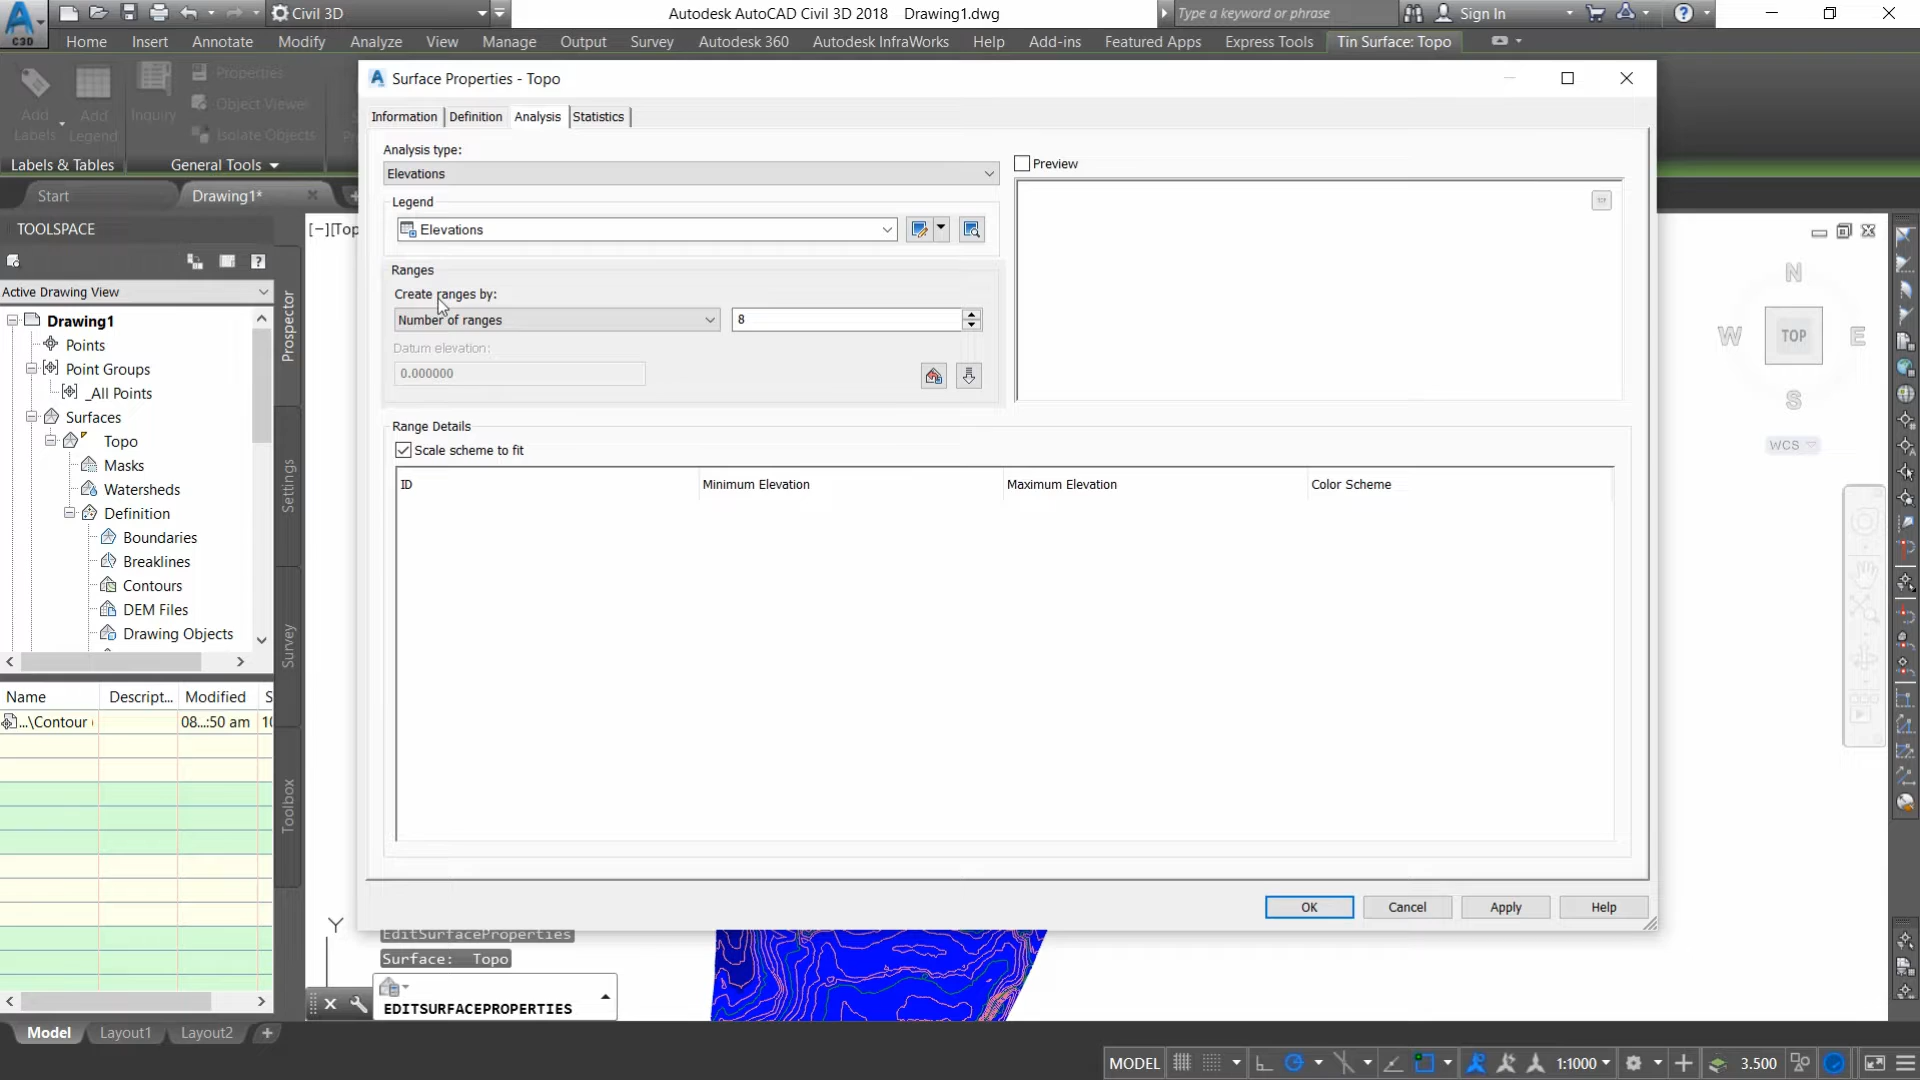 C3D
Civil 3D
Autodesk AutoCAD Civil 3D 2018 Drawing1.dwg
Type a keyword or phrase
Sign In
Home Insert Annotate Modify Analyze View Manage Output Survey Autodesk 360 Autodesk InfraWorks Help Add-ins Featured Apps Express Tools Tin Surface: Topo
Add Labels
Add Legend
Inquiry
Properties
Object Viewer
Isolate Objects
Labels & Tables
General Tools
Start
Drawing1*
TOOLSPACE
Active Drawing View
Drawing1
Points
Point Groups
_All Points
Surfaces
Topo
Masks
Watersheds
Definition
Boundaries
Breaklines
Contours
DEM Files
Drawing Objects
Prospector
Settings
Survey
Toolbox
Name Descript... Modified S
...\Contour 08...:50 am 10
[−][Top
Surface Properties - Topo
Information Definition Analysis Statistics
Analysis type:
Elevations
Preview
Legend
Elevations
Ranges
Create ranges by:
Number of ranges
8
Datum elevation:
0.000000
Range Details
Scale scheme to fit
ID Minimum Elevation Maximum Elevation Color Scheme
OK Cancel Apply Help
N
W TOP E
S
WCS
Y
EditSurfaceProperties
Surface: Topo
EDITSURFACEPROPERTIES
Model Layout1 Layout2 +
MODEL
1:1000
3.500